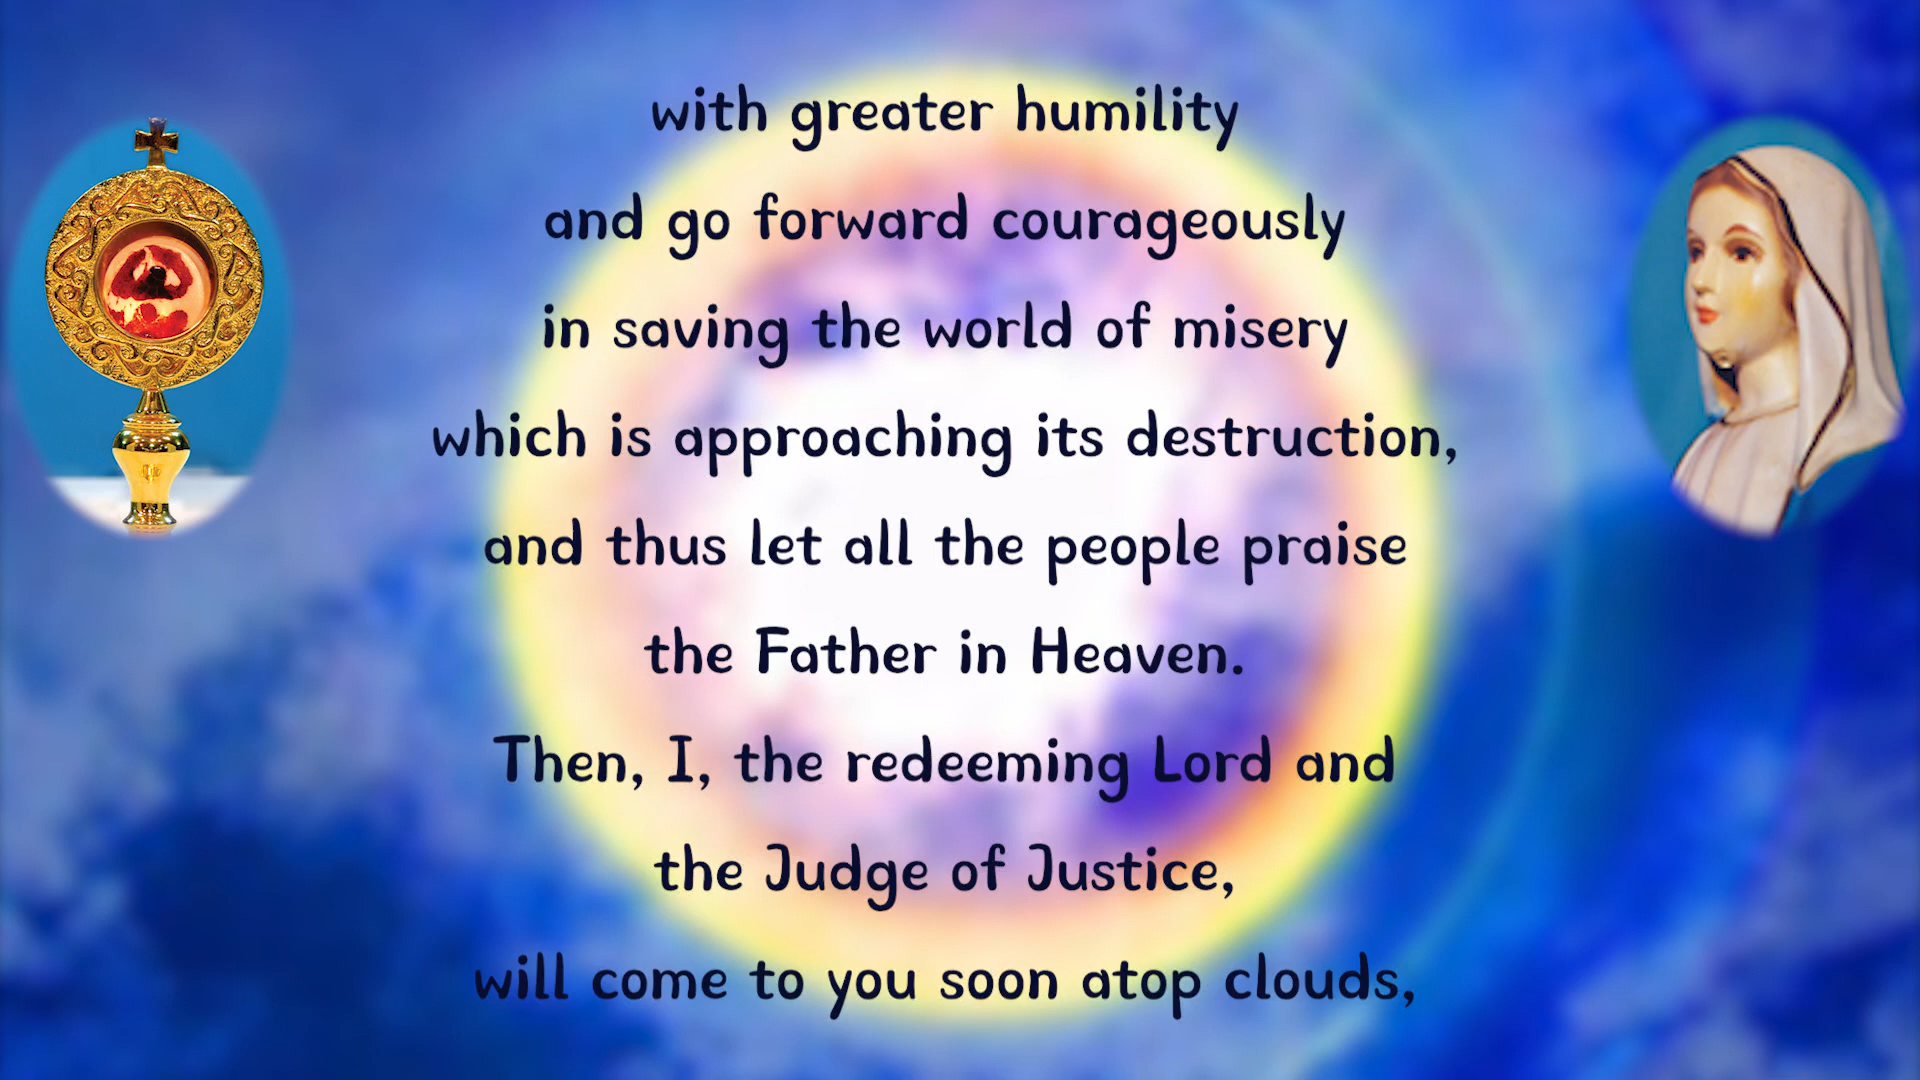 with greater humility
and go forward courageously
in saving the world of misery
which is approaching its destruction,
and thus let all the people praise
the Father in Heaven.
Then, I, the redeeming Lord and
the Judge of Justice,
will come to you soon atop clouds,